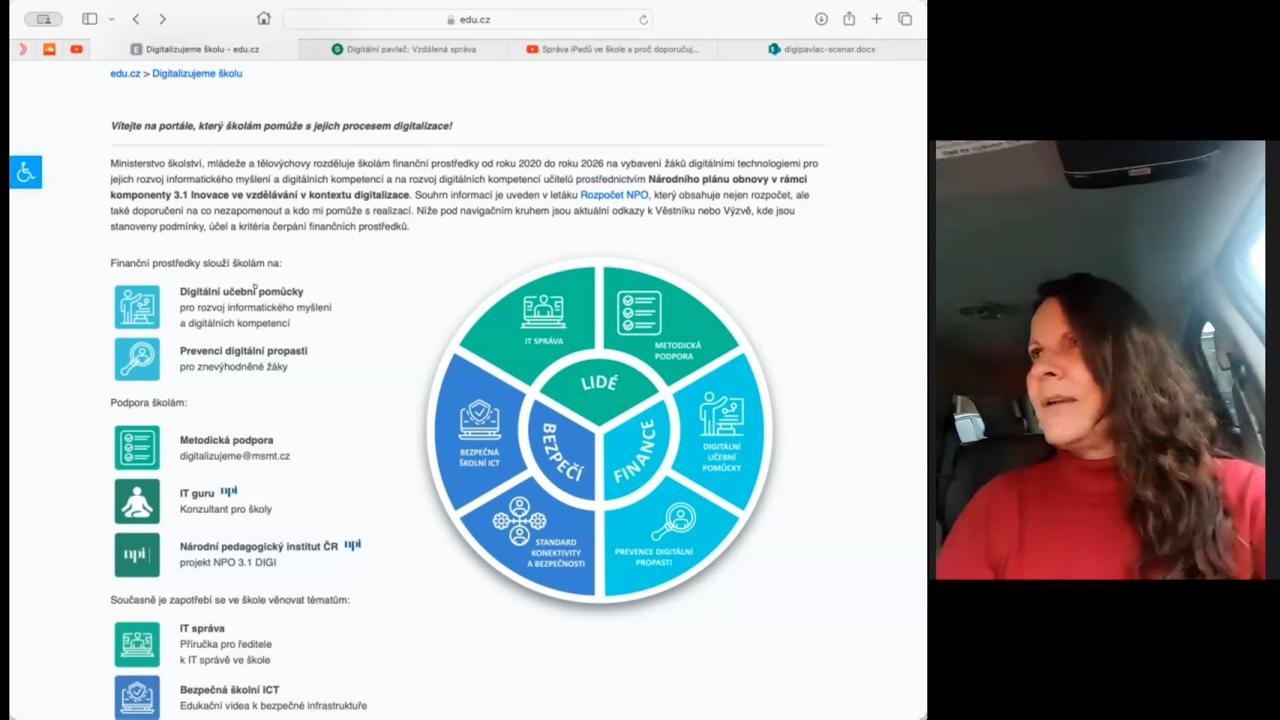 edu.cz
Digitalizujeme školu - edu.cz
Digitální pavlač: Vzdálená správa
Správa iPadů ve škole a proč doporučuj...
digipavlac-scenar.docx
edu.cz > Digitalizujeme školu
Vítejte na portále, který školám pomůže s jejich procesem digitalizace!
Ministerstvo školství, mládeže a tělovýchovy rozděluje školám finanční prostředky od roku 2020 do roku 2026 na vybavení žáků digitálními technologiemi pro
jejich rozvoj informatického myšlení a digitálních kompetencí a na rozvoj digitálních kompetencí učitelů prostřednictvím Národního plánu obnovy v rámci
komponenty 3.1 Inovace ve vzdělávání v kontextu digitalizace. Souhrn informací je uveden v letáku Rozpočet NPO, který obsahuje nejen rozpočet, ale
také doporučení na co nezapomenout a kdo mi pomůže s realizací. Níže pod navigačním kruhem jsou aktuální odkazy k Věstníku nebo Výzvě, kde jsou
stanoveny podmínky, účel a kritéria čerpání finančních prostředků.
Finanční prostředky slouží školám na:
Digitální učební pomůcky
pro rozvoj informatického myšlení
a digitálních kompetencí
Prevenci digitální propasti
pro znevýhodněné žáky
Podpora školám:
Metodická podpora
digitalizujeme@msmt.cz
IT guru npi
Konzultant pro školy
npi
Národní pedagogický institut ČR npi
projekt NPO 3.1 DIGI
Současně je zapotřebí se ve škole věnovat tématům:
IT správa
Příručka pro ředitele
k IT správě ve škole
Bezpečná školní ICT
Edukační videa k bezpečné infrastruktuře
IT SPRÁVA
METODICKÁ
PODPORA
LIDÉ
BEZPEČÍ
FINANCE
BEZPEČNÁ
ŠKOLNÍ ICT
DIGITÁLNÍ
UČEBNÍ
POMŮCKY
STANDARD
KONEKTIVITY
A BEZPEČNOSTI
PREVENCE DIGITÁLNÍ
PROPASTI